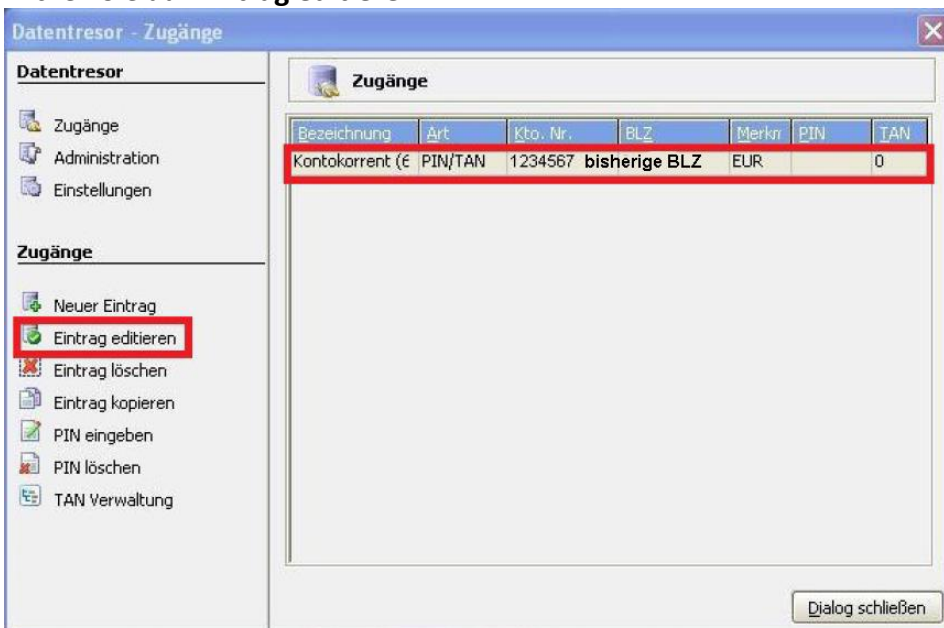 Datentresor - Zugänge
Datentresor
Zugänge
Administration
Einstellungen
Zugänge
Neuer Eintrag
Eintrag editieren
Eintrag löschen
Eintrag kopieren
PIN eingeben
PIN löschen
TAN Verwaltung
Zugänge
Bezeichnung Art Kto. Nr. BLZ Merkm PIN TAN
Kontokorrent (6 PIN/TAN 1234567 bisherige BLZ EUR 0
Dialog schließen